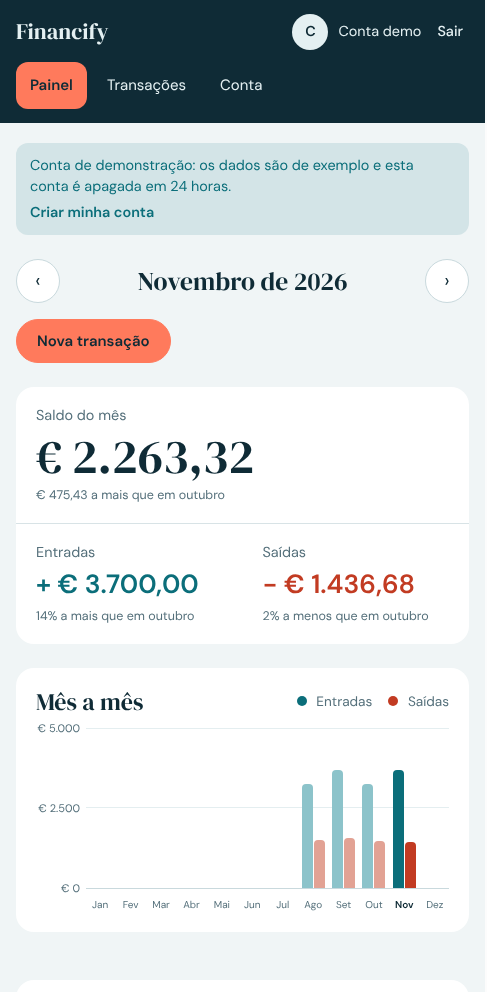 Financify
C
Conta demo
Sair
Painel
Transações
Conta
Conta de demonstração: os dados são de exemplo e esta
conta é apagada em 24 horas.
Criar minha conta
‹
Novembro de 2026
›
Nova transação
Saldo do mês
€ 2.263,32
€ 475,43 a mais que em outubro
Entradas
+ € 3.700,00
14% a mais que em outubro
Saídas
− € 1.436,68
2% a menos que em outubro
Mês a mês
Entradas
Saídas
€ 5.000
€ 2.500
€ 0
Jan Fev Mar Abr Mai Jun Jul Ago Set Out Nov Dez